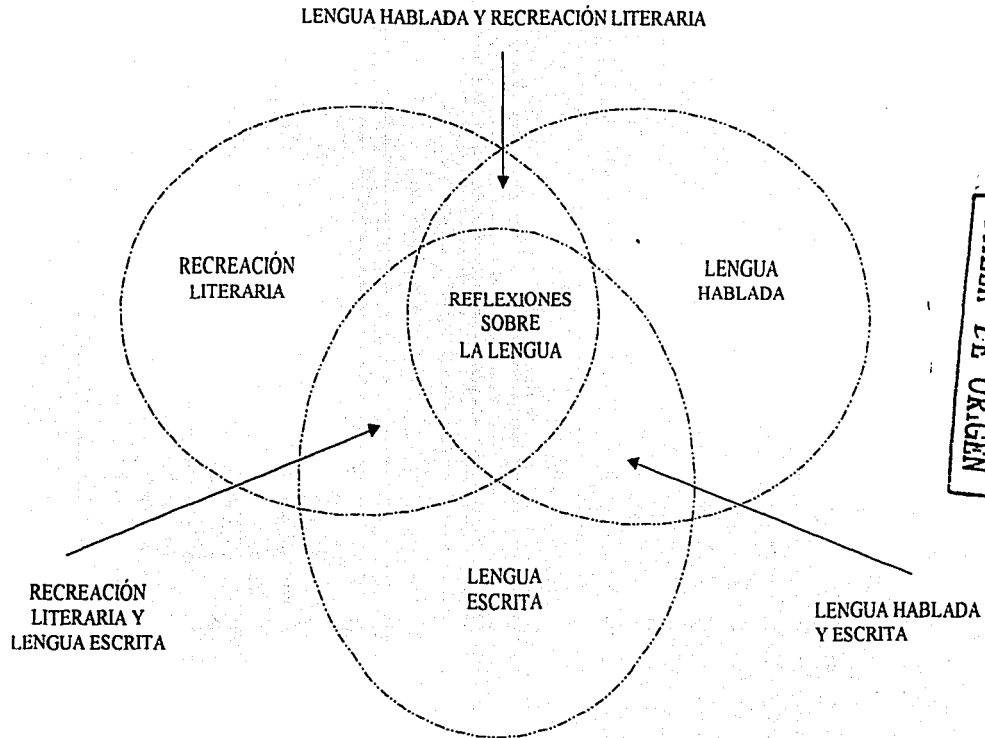 LENGUA HABLADA Y RECREACIÓN LITERARIA
RECREACIÓN
LITERARIA
LENGUA
HABLADA
REFLEXIONES
SOBRE
LA LENGUA
DE ORIGEN
LENGUA
ESCRITA
RECREACIÓN
LITERARIA Y
LENGUA ESCRITA
LENGUA HABLADA
Y ESCRITA